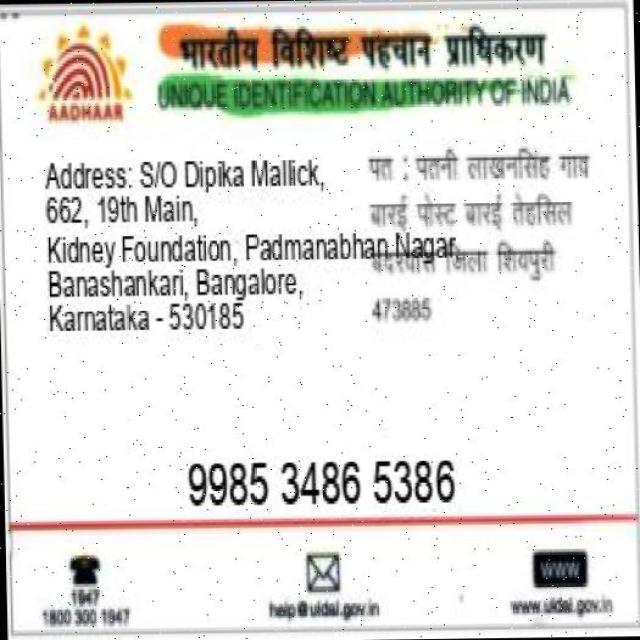 भारतीय विशिष्ट पहचान प्राधिकरण
AADHAAR
UNIQUE IDENTIFICATION AUTHORITY OF INDIA
Address: S/O Dipika Mallick,
662, 19th Main,
Kidney Foundation, Padmanabhan Nagar,
Banashankari, Bangalore,
Karnataka - 530185
पत : पतनी लाखनसिंह गाव
बारई पोस्ट बारई तेहसिल
जिला शिवपुरी
473885
9985 3486 5386
1947
1800 300 1947
help@uidai.gov.in
www
www.uidai.gov.in